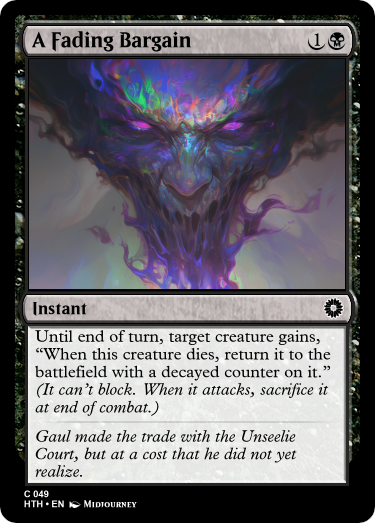 A Fading Bargain 1
Instant
Until end of turn, target creature gains,
“When this creature dies, return it to the
battlefield with a decayed counter on it.”
(It can’t block. When it attacks, sacrifice it
at end of combat.)
Gaul made the trade with the Unseelie
Court, but at a cost that he did not yet
realize.
C 049
HTH • EN Midjourney